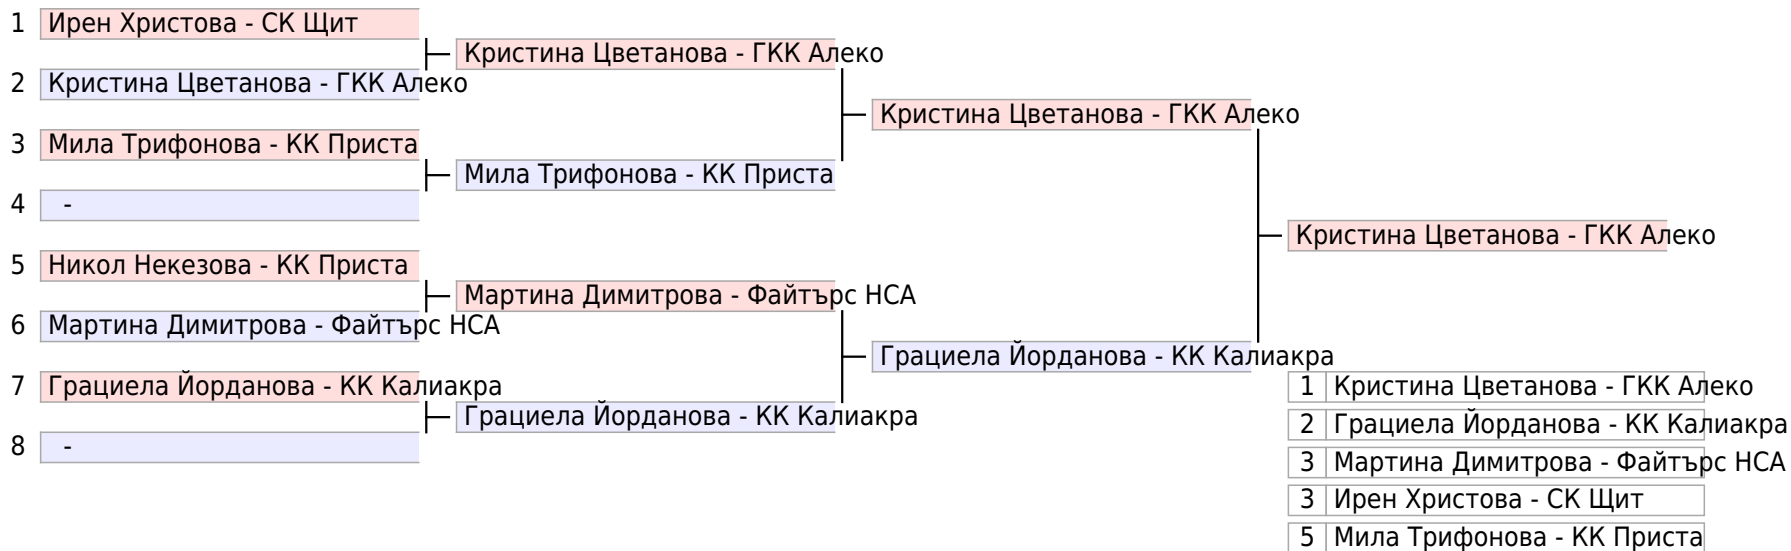 1 Ирен Христова - СК Щит
2 Кристина Цветанова - ГКК Алеко
3 Мила Трифонова - КК Приста
4 -
5 Никол Некезова - КК Приста
6 Мартина Димитрова - Файтърс НСА
7 Грациела Йорданова - КК Калиакра
8 -
Кристина Цветанова - ГКК Алеко
Мила Трифонова - КК Приста
Мартина Димитрова - Файтърс НСА
Грациела Йорданова - КК Калиакра
Кристина Цветанова - ГКК Алеко
Грациела Йорданова - КК Калиакра
Кристина Цветанова - ГКК Алеко
1 Кристина Цветанова - ГКК Алеко
2 Грациела Йорданова - КК Калиакра
3 Мартина Димитрова - Файтърс НСА
3 Ирен Христова - СК Щит
5 Мила Трифонова - КК Приста